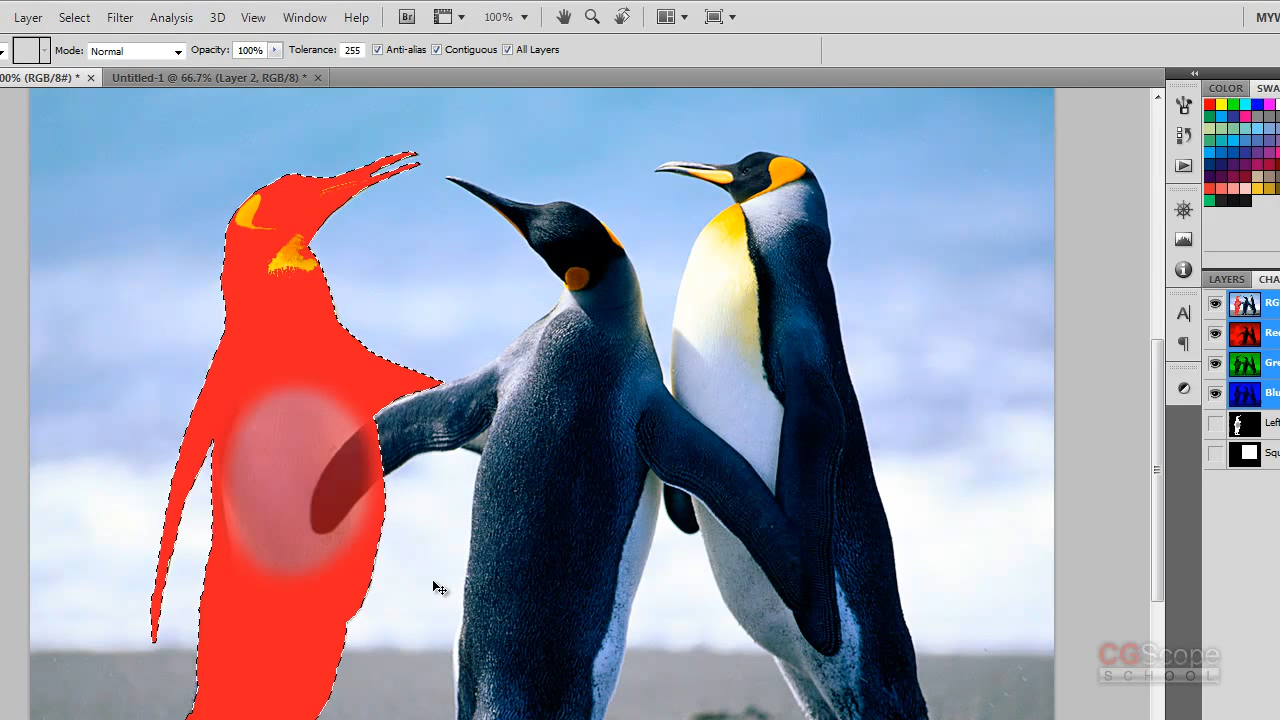 Layer Select Filter Analysis 3D View Window Help Br 100% MYW
Mode: Normal Opacity: 100% Tolerance: 255 Anti-alias Contiguous All Layers
00% (RGB/8#) * × Untitled-1 @ 66.7% (Layer 2, RGB/8) * ×
COLOR SWA
A
LAYERS CHA
RG
Re
Gre
Blu
Left
Squ
CGScope
SCHOOL